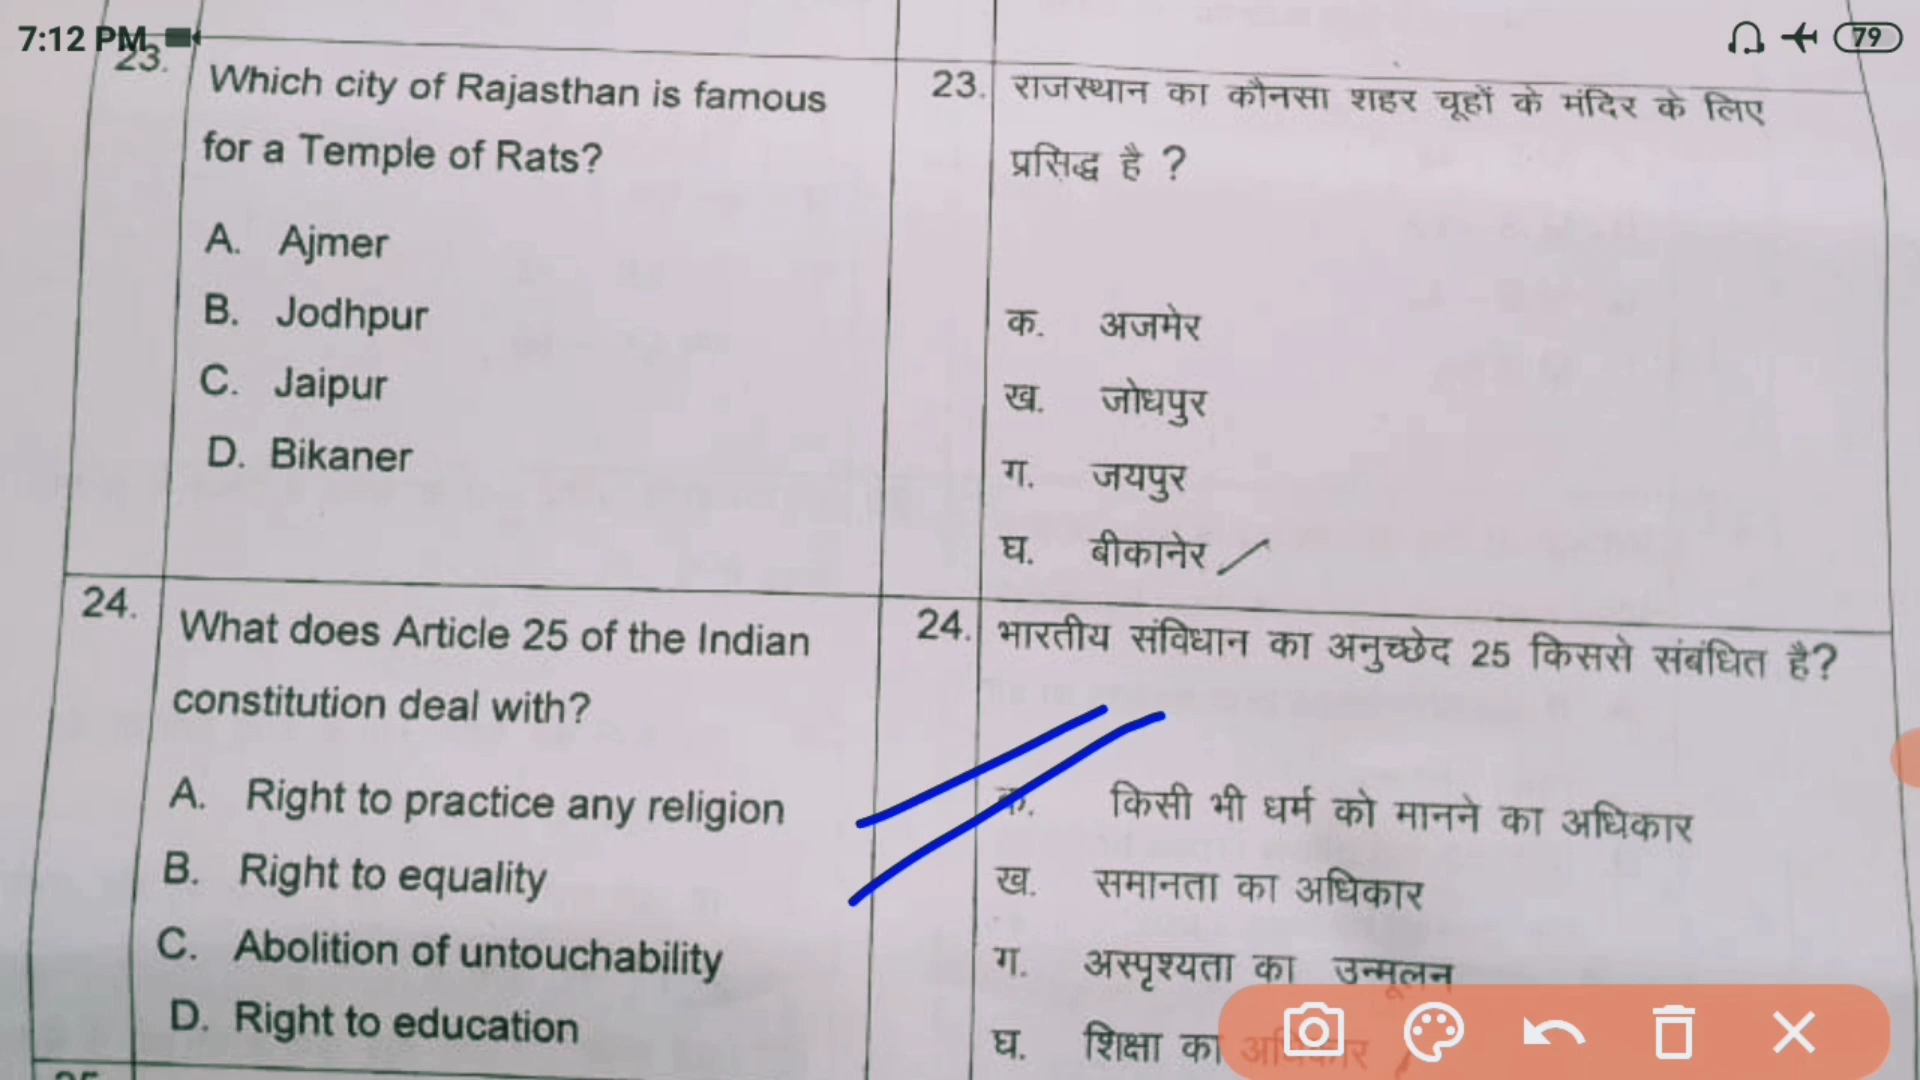 7:12 PM
79
23.
Which city of Rajasthan is famous
for a Temple of Rats?
A. Ajmer
B. Jodhpur
C. Jaipur
D. Bikaner
23. राजस्थान का कौनसा शहर चूहों के मंदिर के लिए
प्रसिद्ध है ?
क. अजमेर
ख. जोधपुर
ग. जयपुर
घ. बीकानेर
24.
What does Article 25 of the Indian
constitution deal with?
A. Right to practice any religion
B. Right to equality
C. Abolition of untouchability
D. Right to education
24. भारतीय संविधान का अनुच्छेद 25 किससे संबंधित है?
क. किसी भी धर्म को मानने का अधिकार
ख. समानता का अधिकार
ग. अस्पृश्यता का उन्मूलन
घ. शिक्षा का अधिकार